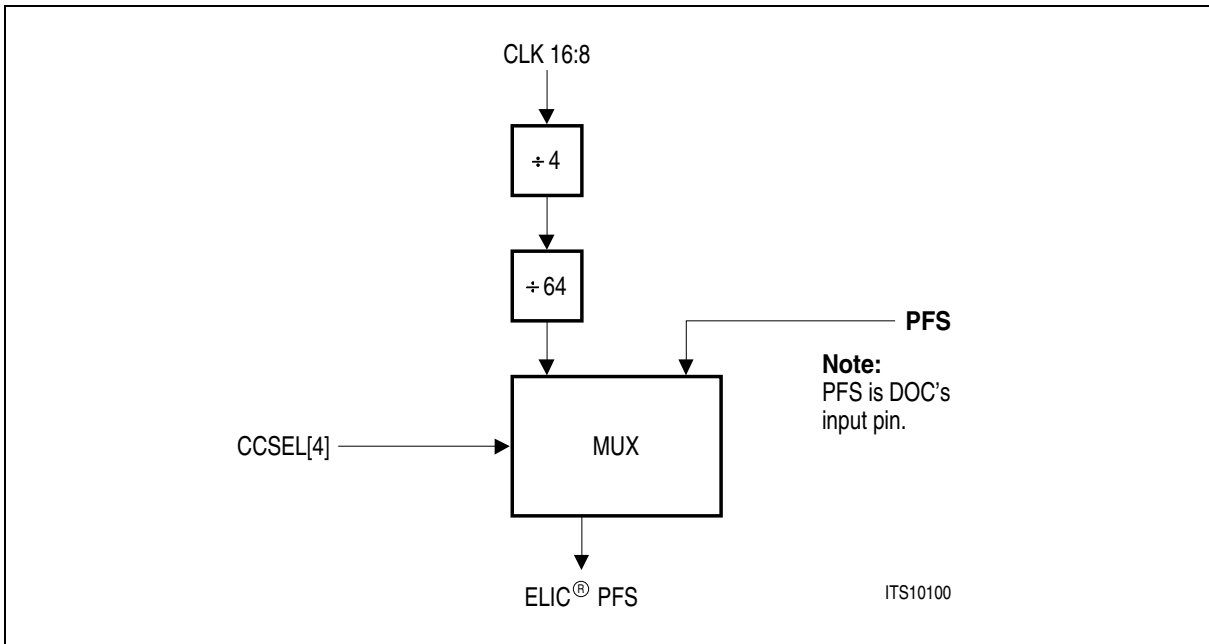 CLK 16:8
÷ 4
÷ 64
PFS
Note:
PFS is DOC's
input pin.
CCSEL[4]
MUX
ELIC® PFS
ITS10100